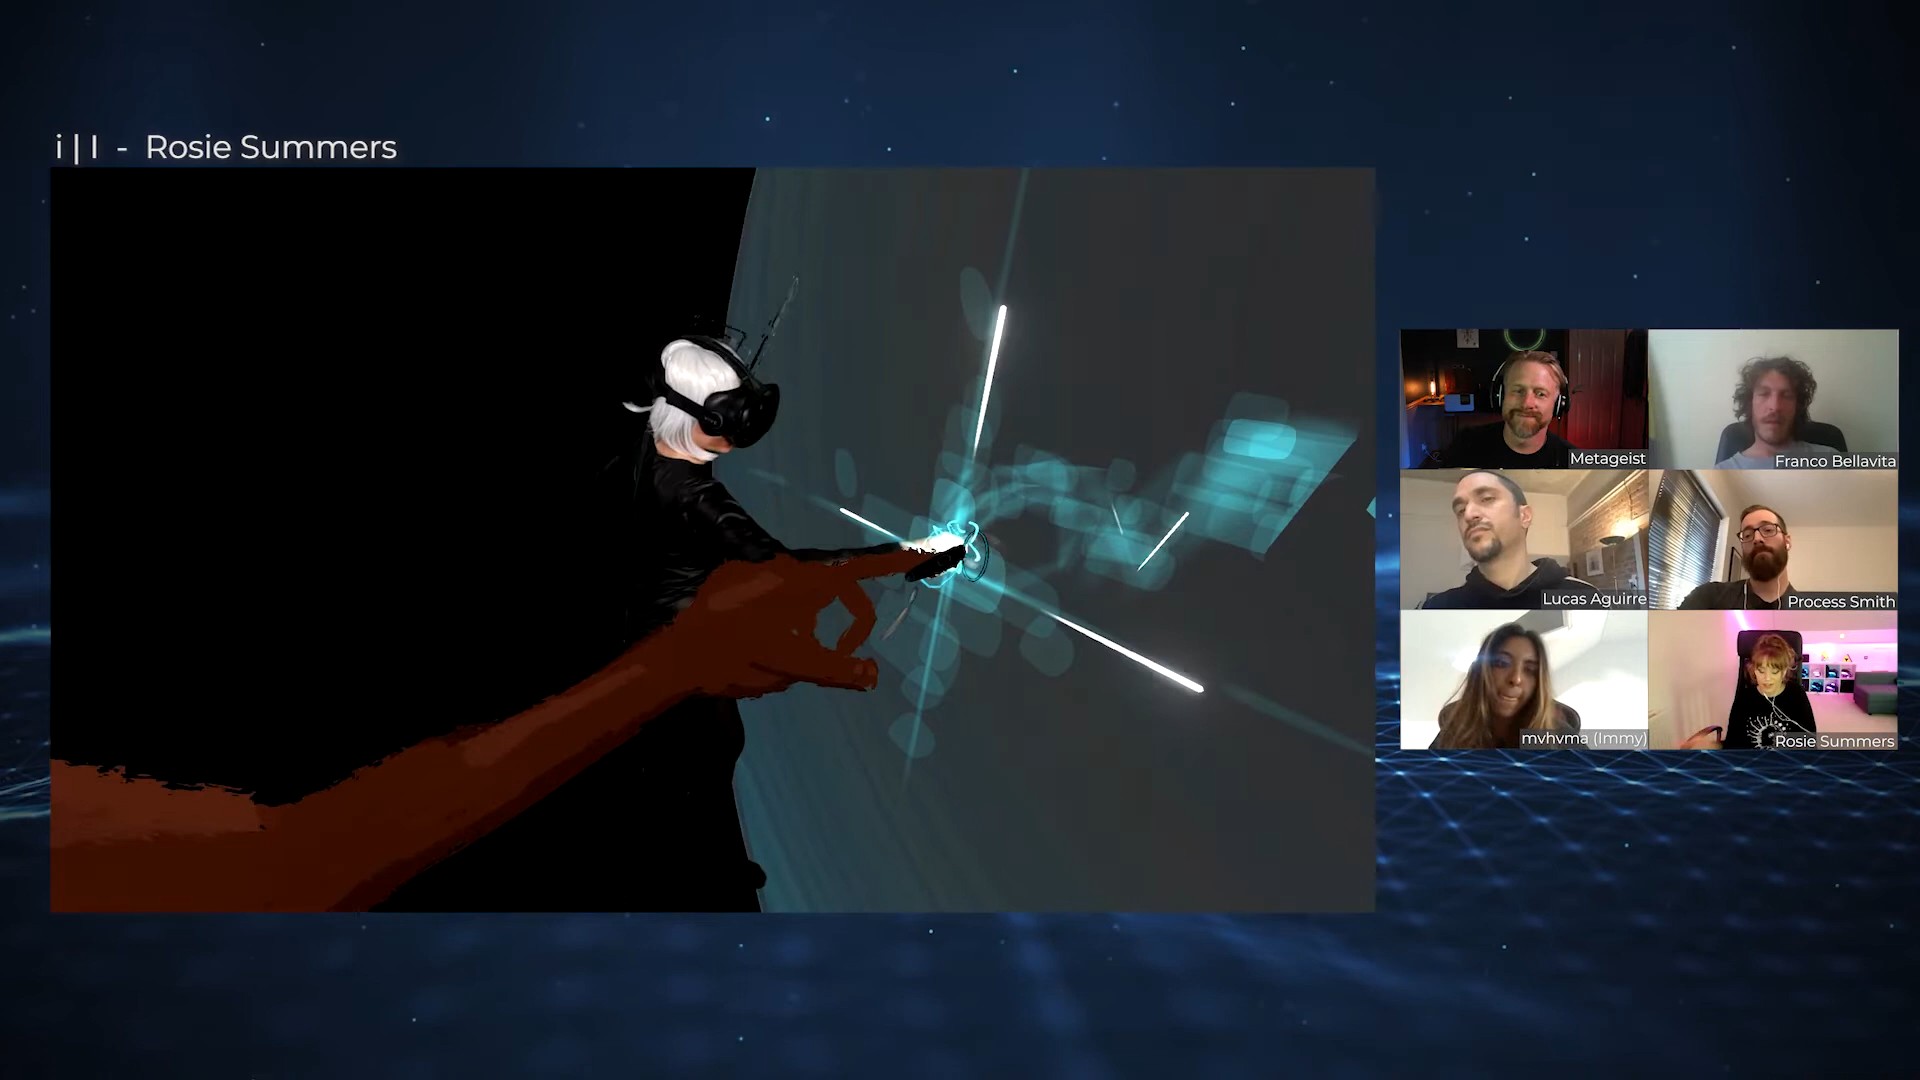 i | I - Rosie Summers
Metageist
Franco Bellavita
Lucas Aguirre
Process Smith
mvhvma (Immy)
Rosie Summers